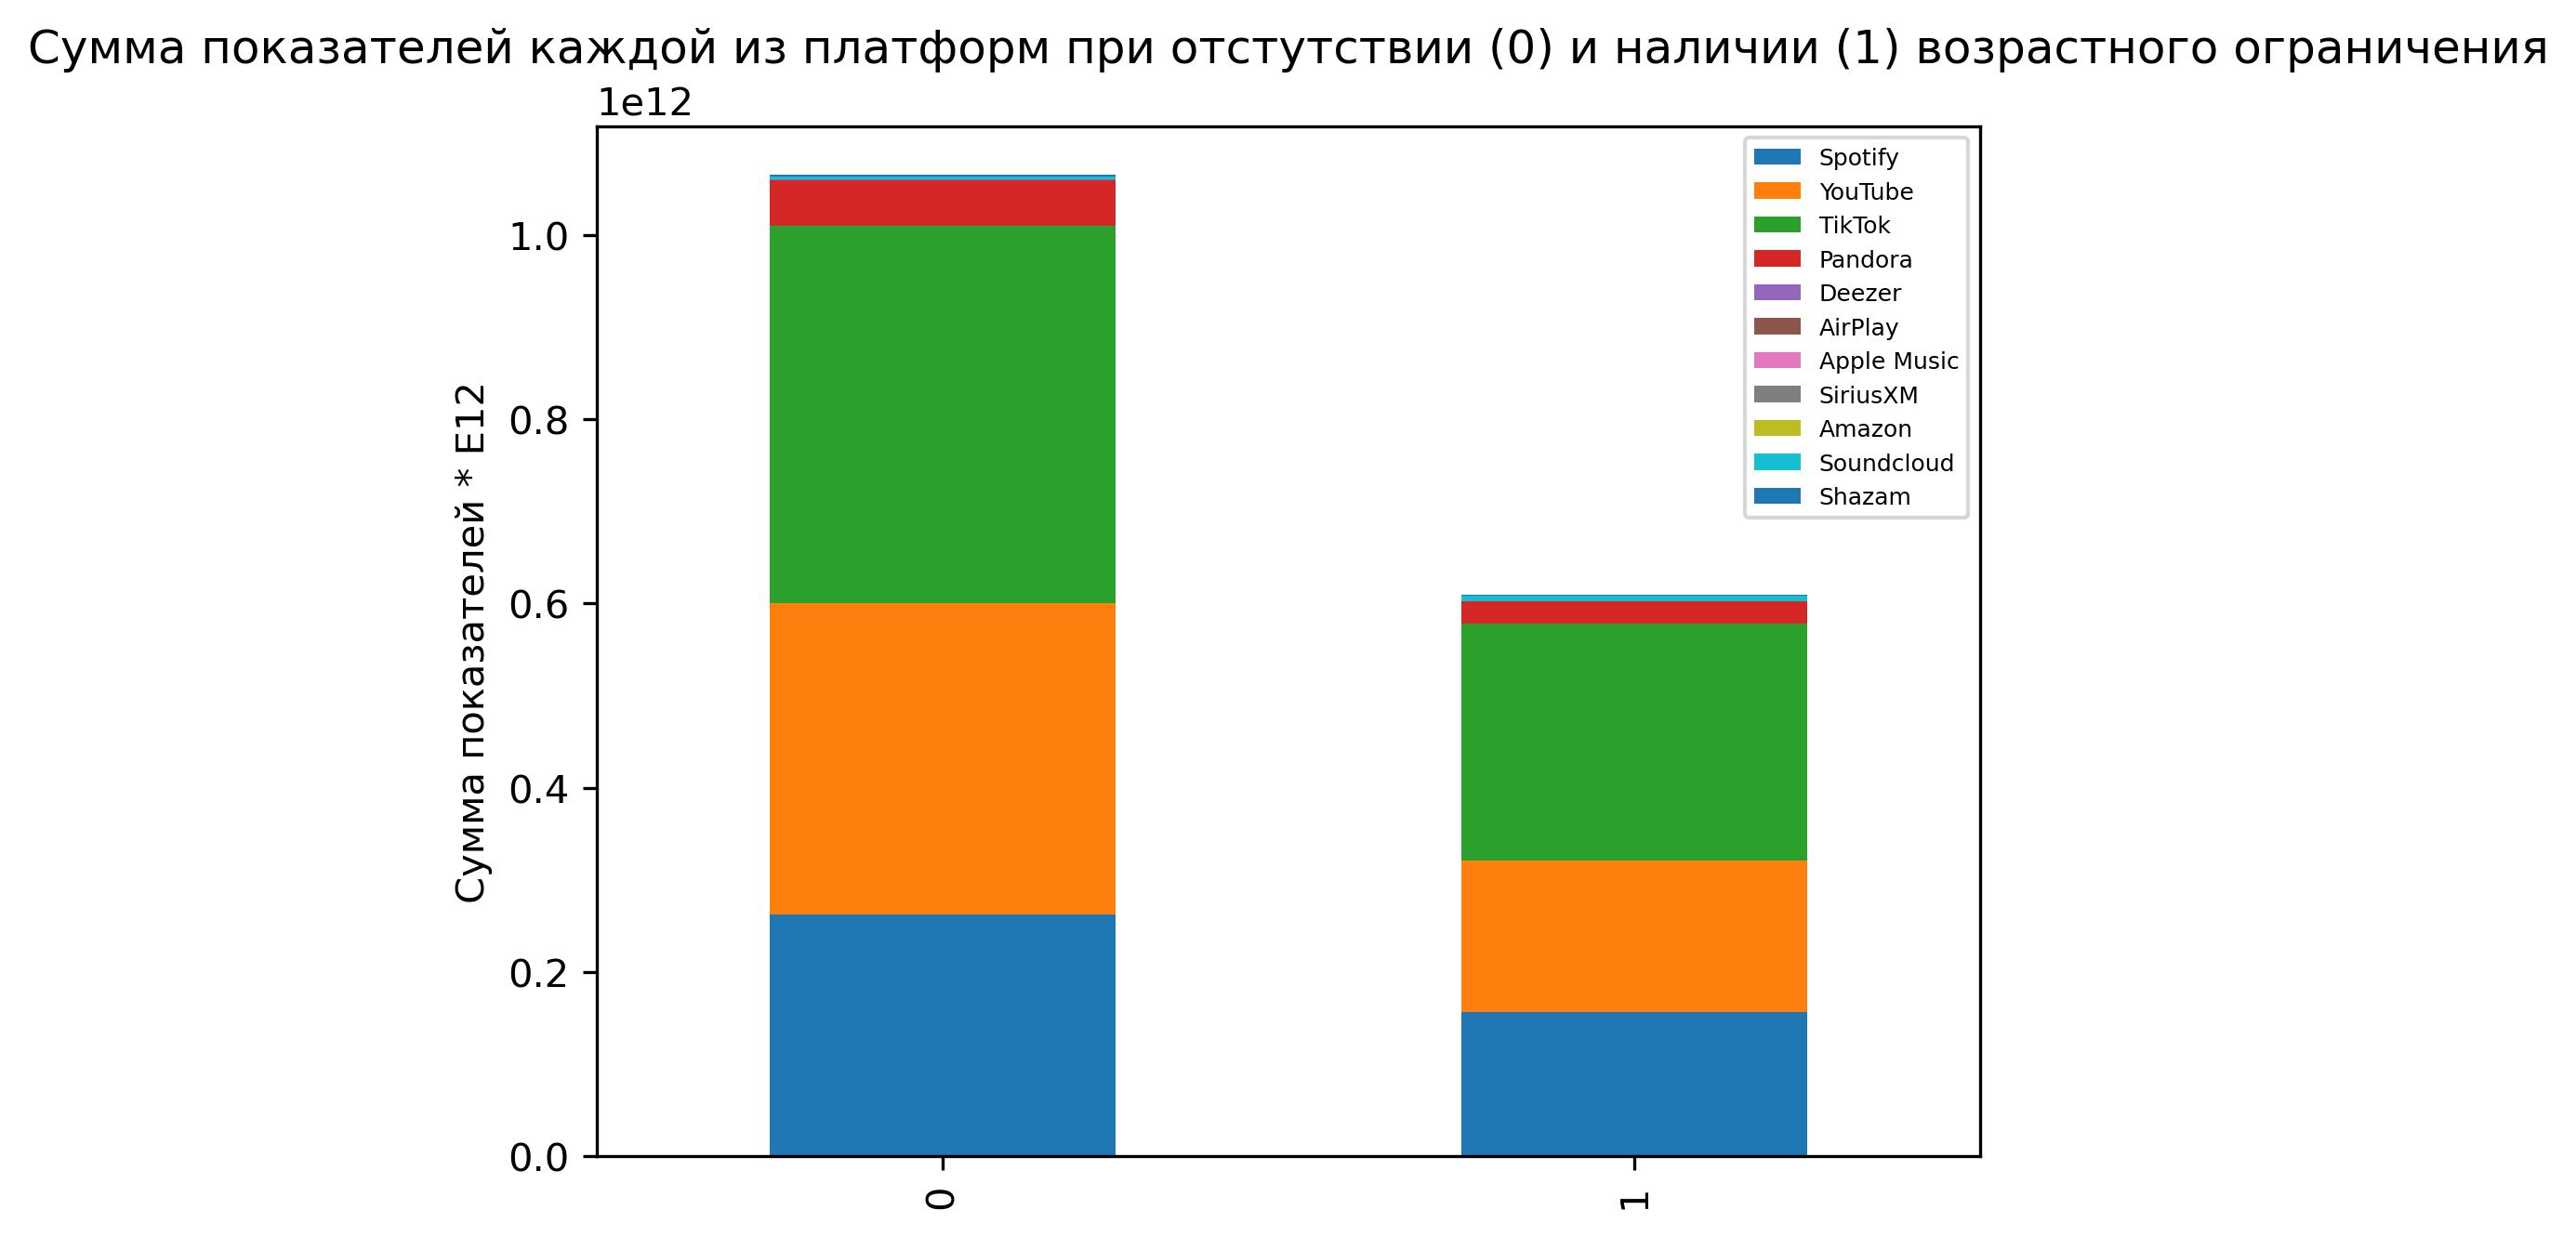 Сумма показателей каждой из платформ при отстутствии (0) и наличии (1) возрастного ограничения
1e12
Сумма показателей * E12
1.0
0.8
0.6
0.4
0.2
0.0
0
1
Spotify
YouTube
TikTok
Pandora
Deezer
AirPlay
Apple Music
SiriusXM
Amazon
Soundcloud
Shazam